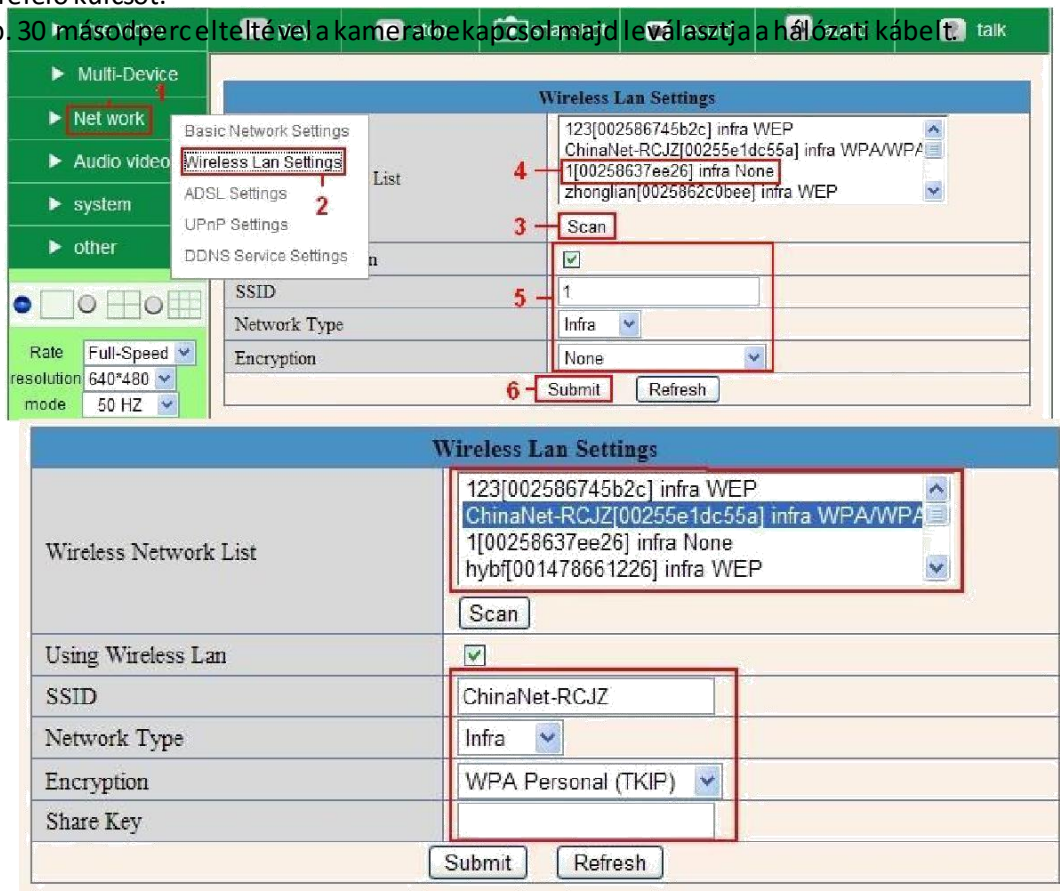 kulcsot.
30 másodperc elteltével a kamera bekapcsol majd leválasztja a hálózati kábelt.
talk
Multi-Device
1
Net work
Audio video
system
other
Basic Network Settings
Wireless Lan Settings
2
ADSL Settings
UPnP Settings
DDNS Service Settings
Rate Full-Speed
resolution 640*480
mode 50 HZ
Wireless Lan Settings
List
123[002586745b2c] infra WEP
ChinaNet-RCJZ[00255e1dc55a] infra WPA/WPA
4 1[00258637ee26] infra None
zhonglian[0025862c0bee] infra WEP
3 Scan
n
SSID 5 1
Network Type Infra
Encryption None
6 Submit Refresh
Wireless Lan Settings
Wireless Network List
123[002586745b2c] infra WEP
ChinaNet-RCJZ[00255e1dc55a] infra WPA/WPA
1[00258637ee26] infra None
hybf[001478661226] infra WEP
Scan
Using Wireless Lan
SSID ChinaNet-RCJZ
Network Type Infra
Encryption WPA Personal (TKIP)
Share Key
Submit Refresh